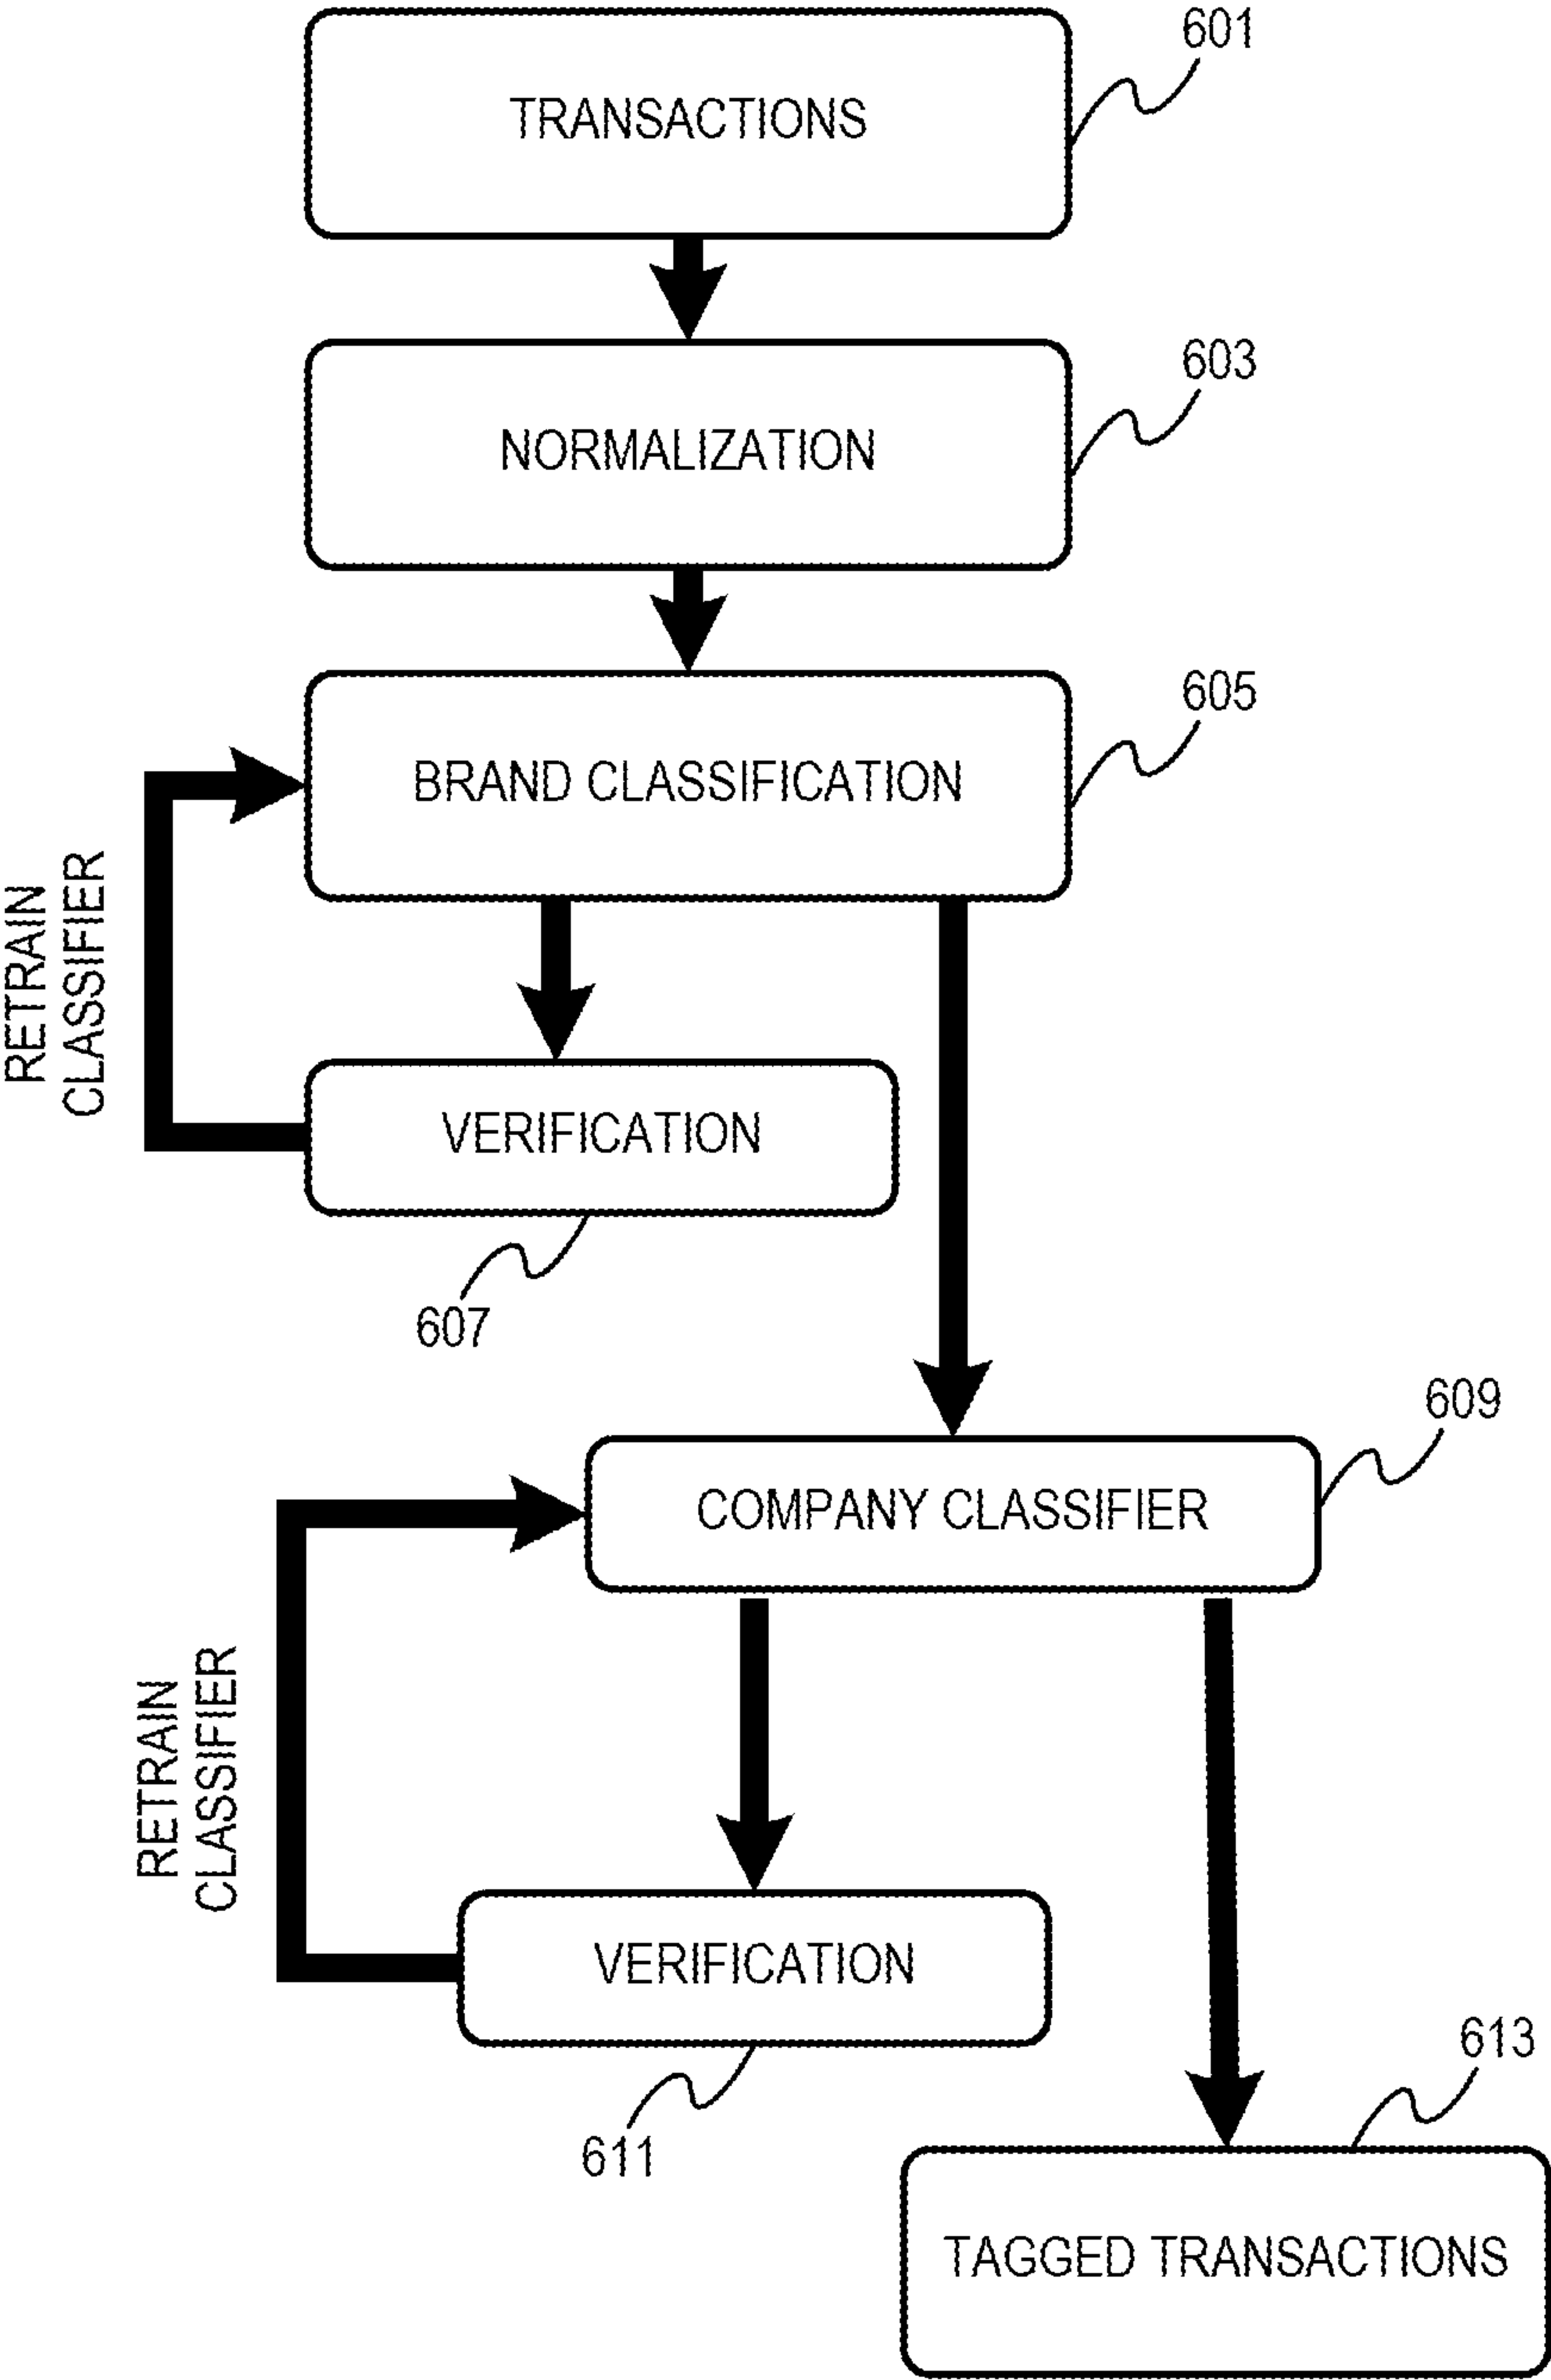 601
TRANSACTIONS
603
NORMALIZATION
605
BRAND CLASSIFICATION
RETRAIN
CLASSIFIER
VERIFICATION
607
609
COMPANY CLASSIFIER
RETRAIN
CLASSIFIER
VERIFICATION
611
613
TAGGED TRANSACTIONS